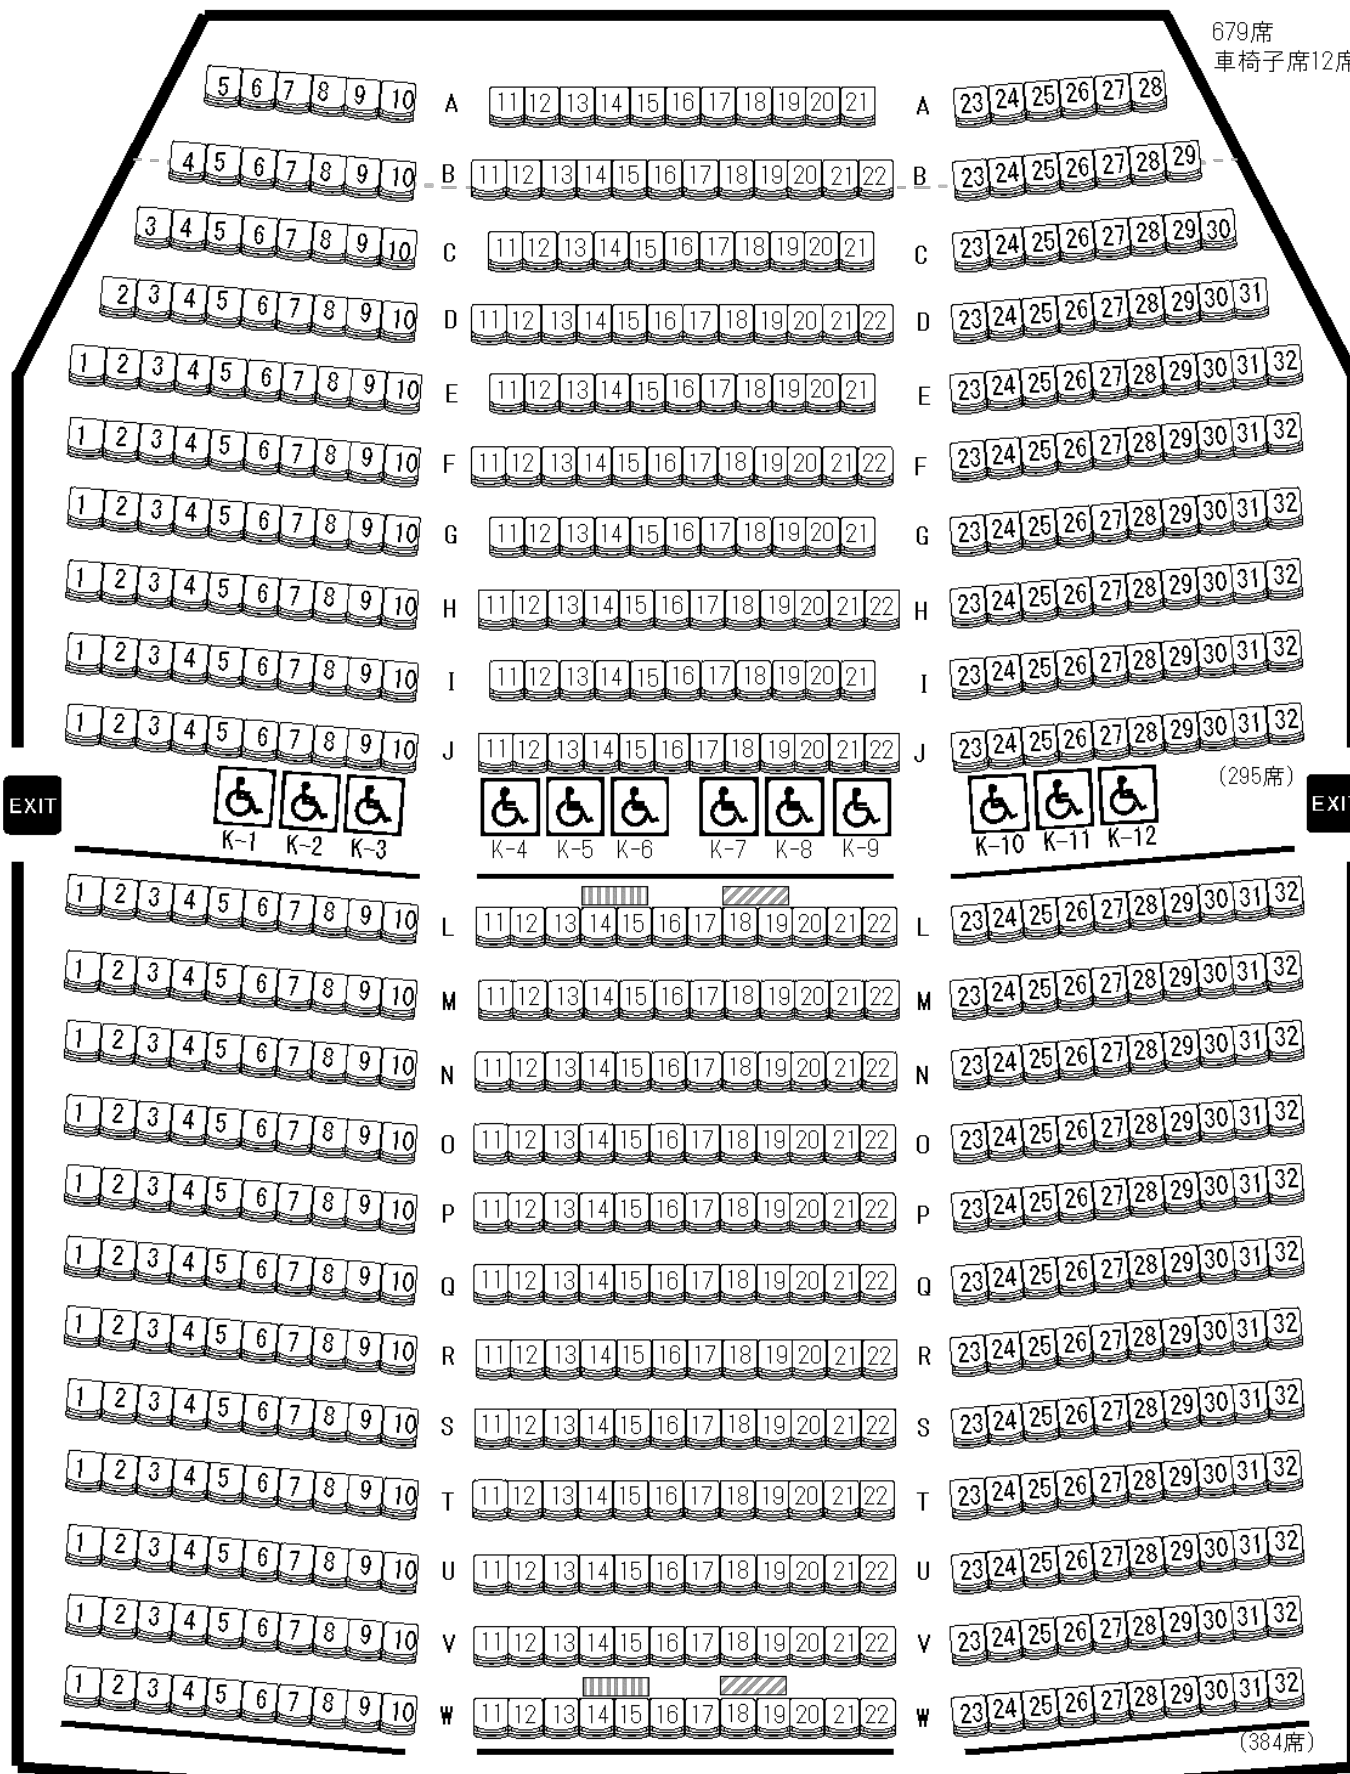 679席
車椅子席12席
5 6 7 8 9 10 A 11 12 13 14 15 16 17 18 19 20 21 A 23 24 25 26 27 28
4 5 6 7 8 9 10 B 11 12 13 14 15 16 17 18 19 20 21 22 B 23 24 25 26 27 28 29
3 4 5 6 7 8 9 10 C 11 12 13 14 15 16 17 18 19 20 21 C 23 24 25 26 27 28 29 30
2 3 4 5 6 7 8 9 10 D 11 12 13 14 15 16 17 18 19 20 21 22 D 23 24 25 26 27 28 29 30 31
1 2 3 4 5 6 7 8 9 10 E 11 12 13 14 15 16 17 18 19 20 21 E 23 24 25 26 27 28 29 30 31 32
1 2 3 4 5 6 7 8 9 10 F 11 12 13 14 15 16 17 18 19 20 21 22 F 23 24 25 26 27 28 29 30 31 32
1 2 3 4 5 6 7 8 9 10 G 11 12 13 14 15 16 17 18 19 20 21 G 23 24 25 26 27 28 29 30 31 32
1 2 3 4 5 6 7 8 9 10 H 11 12 13 14 15 16 17 18 19 20 21 22 H 23 24 25 26 27 28 29 30 31 32
1 2 3 4 5 6 7 8 9 10 I 11 12 13 14 15 16 17 18 19 20 21 I 23 24 25 26 27 28 29 30 31 32
1 2 3 4 5 6 7 8 9 10 J 11 12 13 14 15 16 17 18 19 20 21 22 J 23 24 25 26 27 28 29 30 31 32
(295席)
EXIT EXIT
K-1 K-2 K-3 K-4 K-5 K-6 K-7 K-8 K-9 K-10 K-11 K-12
1 2 3 4 5 6 7 8 9 10 L 11 12 13 14 15 16 17 18 19 20 21 22 L 23 24 25 26 27 28 29 30 31 32
1 2 3 4 5 6 7 8 9 10 M 11 12 13 14 15 16 17 18 19 20 21 22 M 23 24 25 26 27 28 29 30 31 32
1 2 3 4 5 6 7 8 9 10 N 11 12 13 14 15 16 17 18 19 20 21 22 N 23 24 25 26 27 28 29 30 31 32
1 2 3 4 5 6 7 8 9 10 O 11 12 13 14 15 16 17 18 19 20 21 22 O 23 24 25 26 27 28 29 30 31 32
1 2 3 4 5 6 7 8 9 10 P 11 12 13 14 15 16 17 18 19 20 21 22 P 23 24 25 26 27 28 29 30 31 32
1 2 3 4 5 6 7 8 9 10 Q 11 12 13 14 15 16 17 18 19 20 21 22 Q 23 24 25 26 27 28 29 30 31 32
1 2 3 4 5 6 7 8 9 10 R 11 12 13 14 15 16 17 18 19 20 21 22 R 23 24 25 26 27 28 29 30 31 32
1 2 3 4 5 6 7 8 9 10 S 11 12 13 14 15 16 17 18 19 20 21 22 S 23 24 25 26 27 28 29 30 31 32
1 2 3 4 5 6 7 8 9 10 T 11 12 13 14 15 16 17 18 19 20 21 22 T 23 24 25 26 27 28 29 30 31 32
1 2 3 4 5 6 7 8 9 10 U 11 12 13 14 15 16 17 18 19 20 21 22 U 23 24 25 26 27 28 29 30 31 32
1 2 3 4 5 6 7 8 9 10 V 11 12 13 14 15 16 17 18 19 20 21 22 V 23 24 25 26 27 28 29 30 31 32
1 2 3 4 5 6 7 8 9 10 W 11 12 13 14 15 16 17 18 19 20 21 22 W 23 24 25 26 27 28 29 30 31 32
(384席)